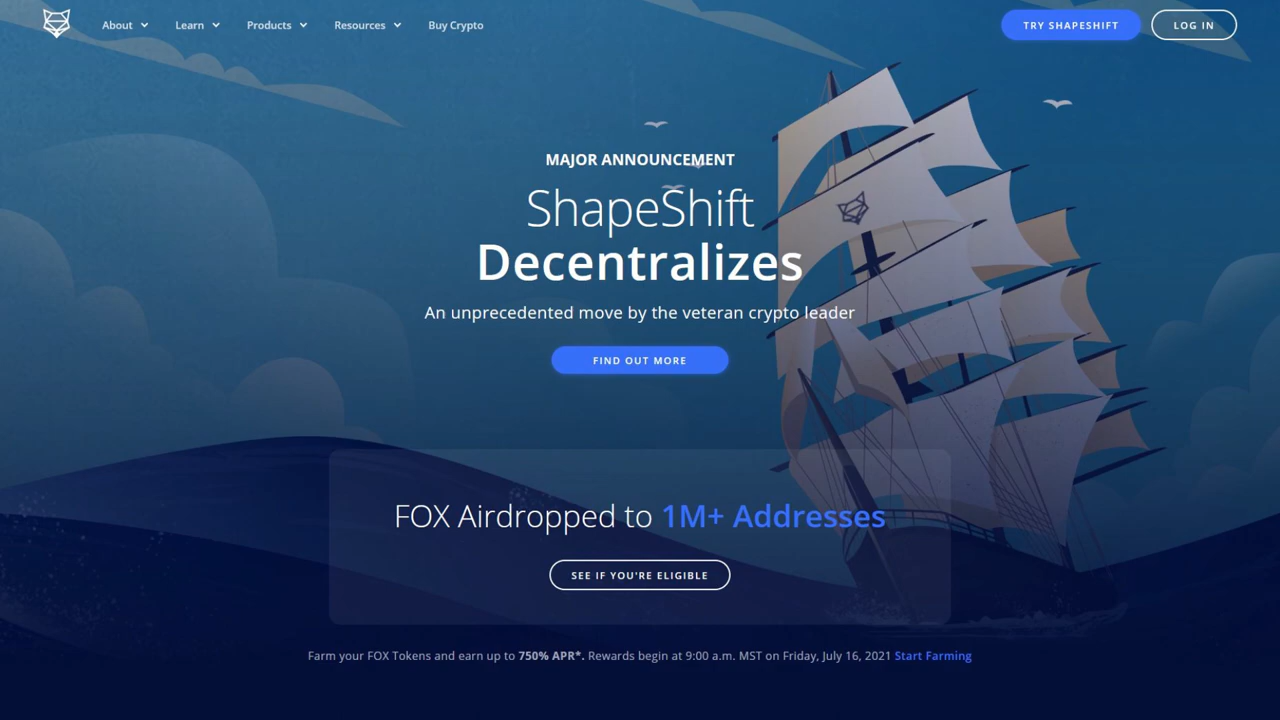 About
Learn
Products
Resources
Buy Crypto
TRY SHAPESHIFT
LOG IN
MAJOR ANNOUNCEMENT
ShapeShift
Decentralizes
An unprecedented move by the veteran crypto leader
FIND OUT MORE
FOX Airdropped to 1M+ Addresses
SEE IF YOU'RE ELIGIBLE
Farm your FOX Tokens and earn up to 750% APR*. Rewards begin at 9:00 a.m. MST on Friday, July 16, 2021 Start Farming